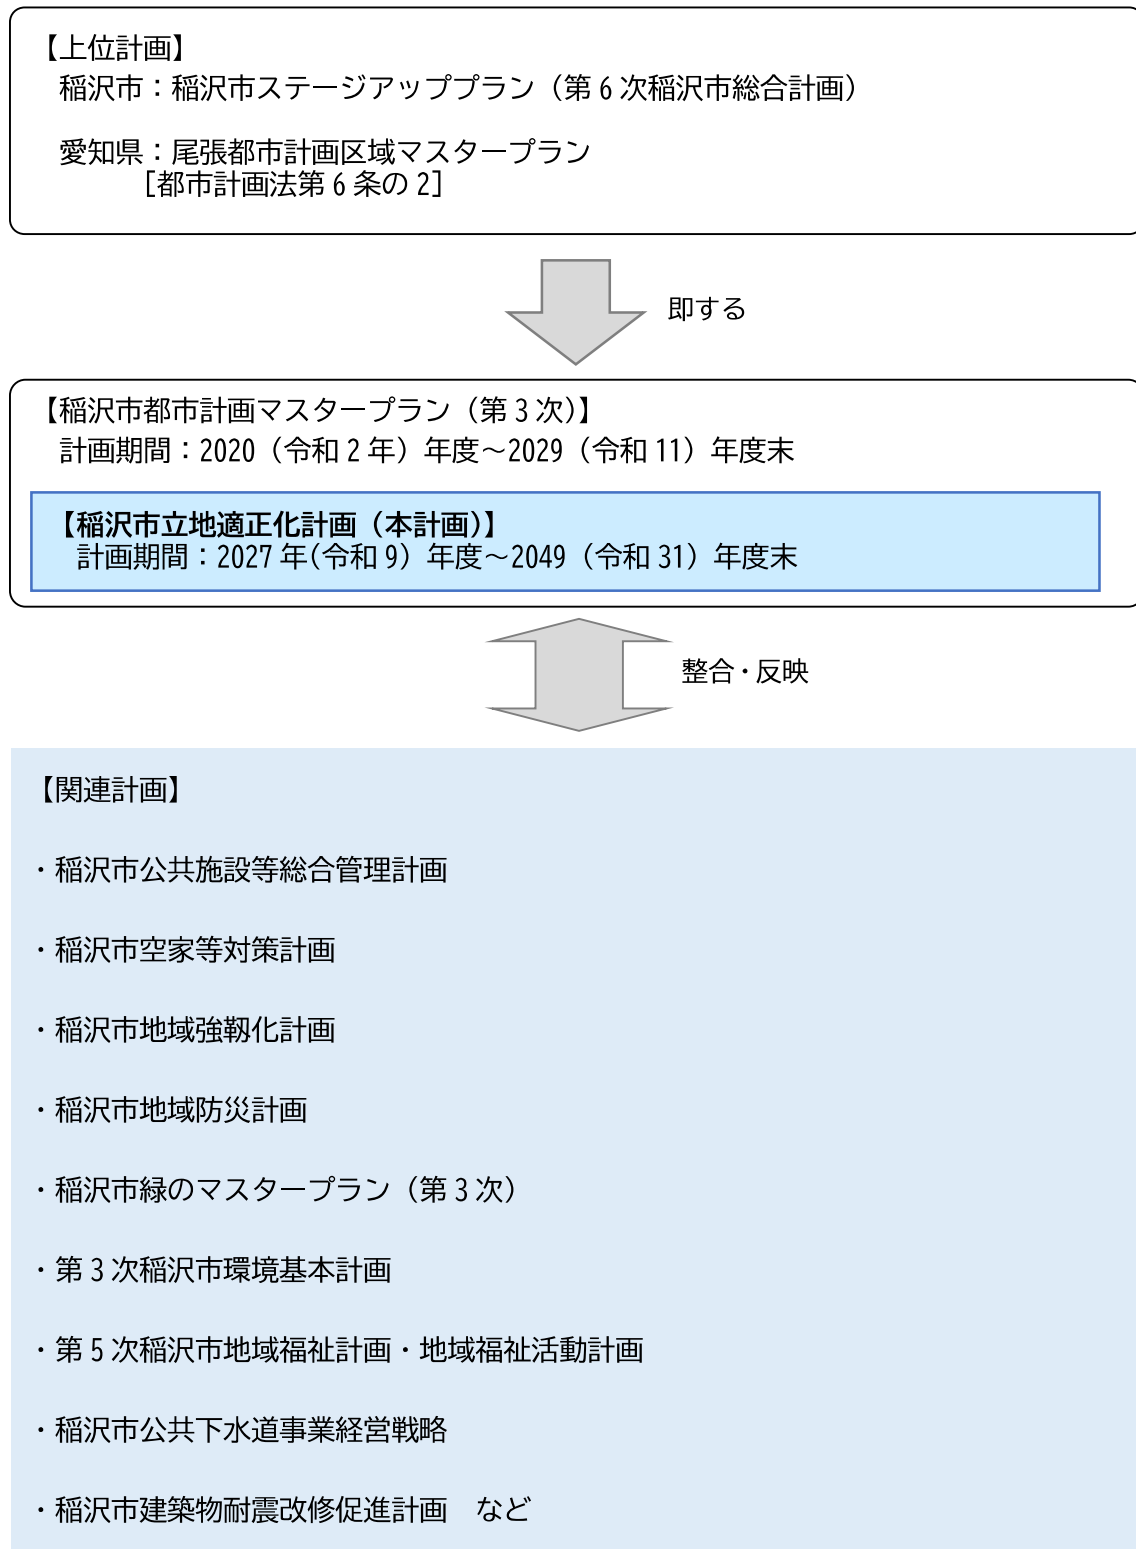 【上位計画】
稲沢市：稲沢市ステージアッププラン（第６次稲沢市総合計画）
愛知県：尾張都市計画区域マスタープラン
[都市計画法第６条の２]
即する
【稲沢市都市計画マスタープラン（第３次)】
計画期間：2020（令和２年）年度～2029（令和 11）年度末
【稲沢市立地適正化計画（本計画)】
計画期間：2027 年(令和９）年度～2049（令和 31）年度末
整合・反映
【関連計画】
・稲沢市公共施設等総合管理計画
・稲沢市空家等対策計画
・稲沢市地域強靱化計画
・稲沢市地域防災計画
・稲沢市緑のマスタープラン（第３次）
・第３次稲沢市環境基本計画
・第５次稲沢市地域福祉計画・地域福祉活動計画
・稲沢市公共下水道事業経営戦略
・稲沢市建築物耐震改修促進計画　など